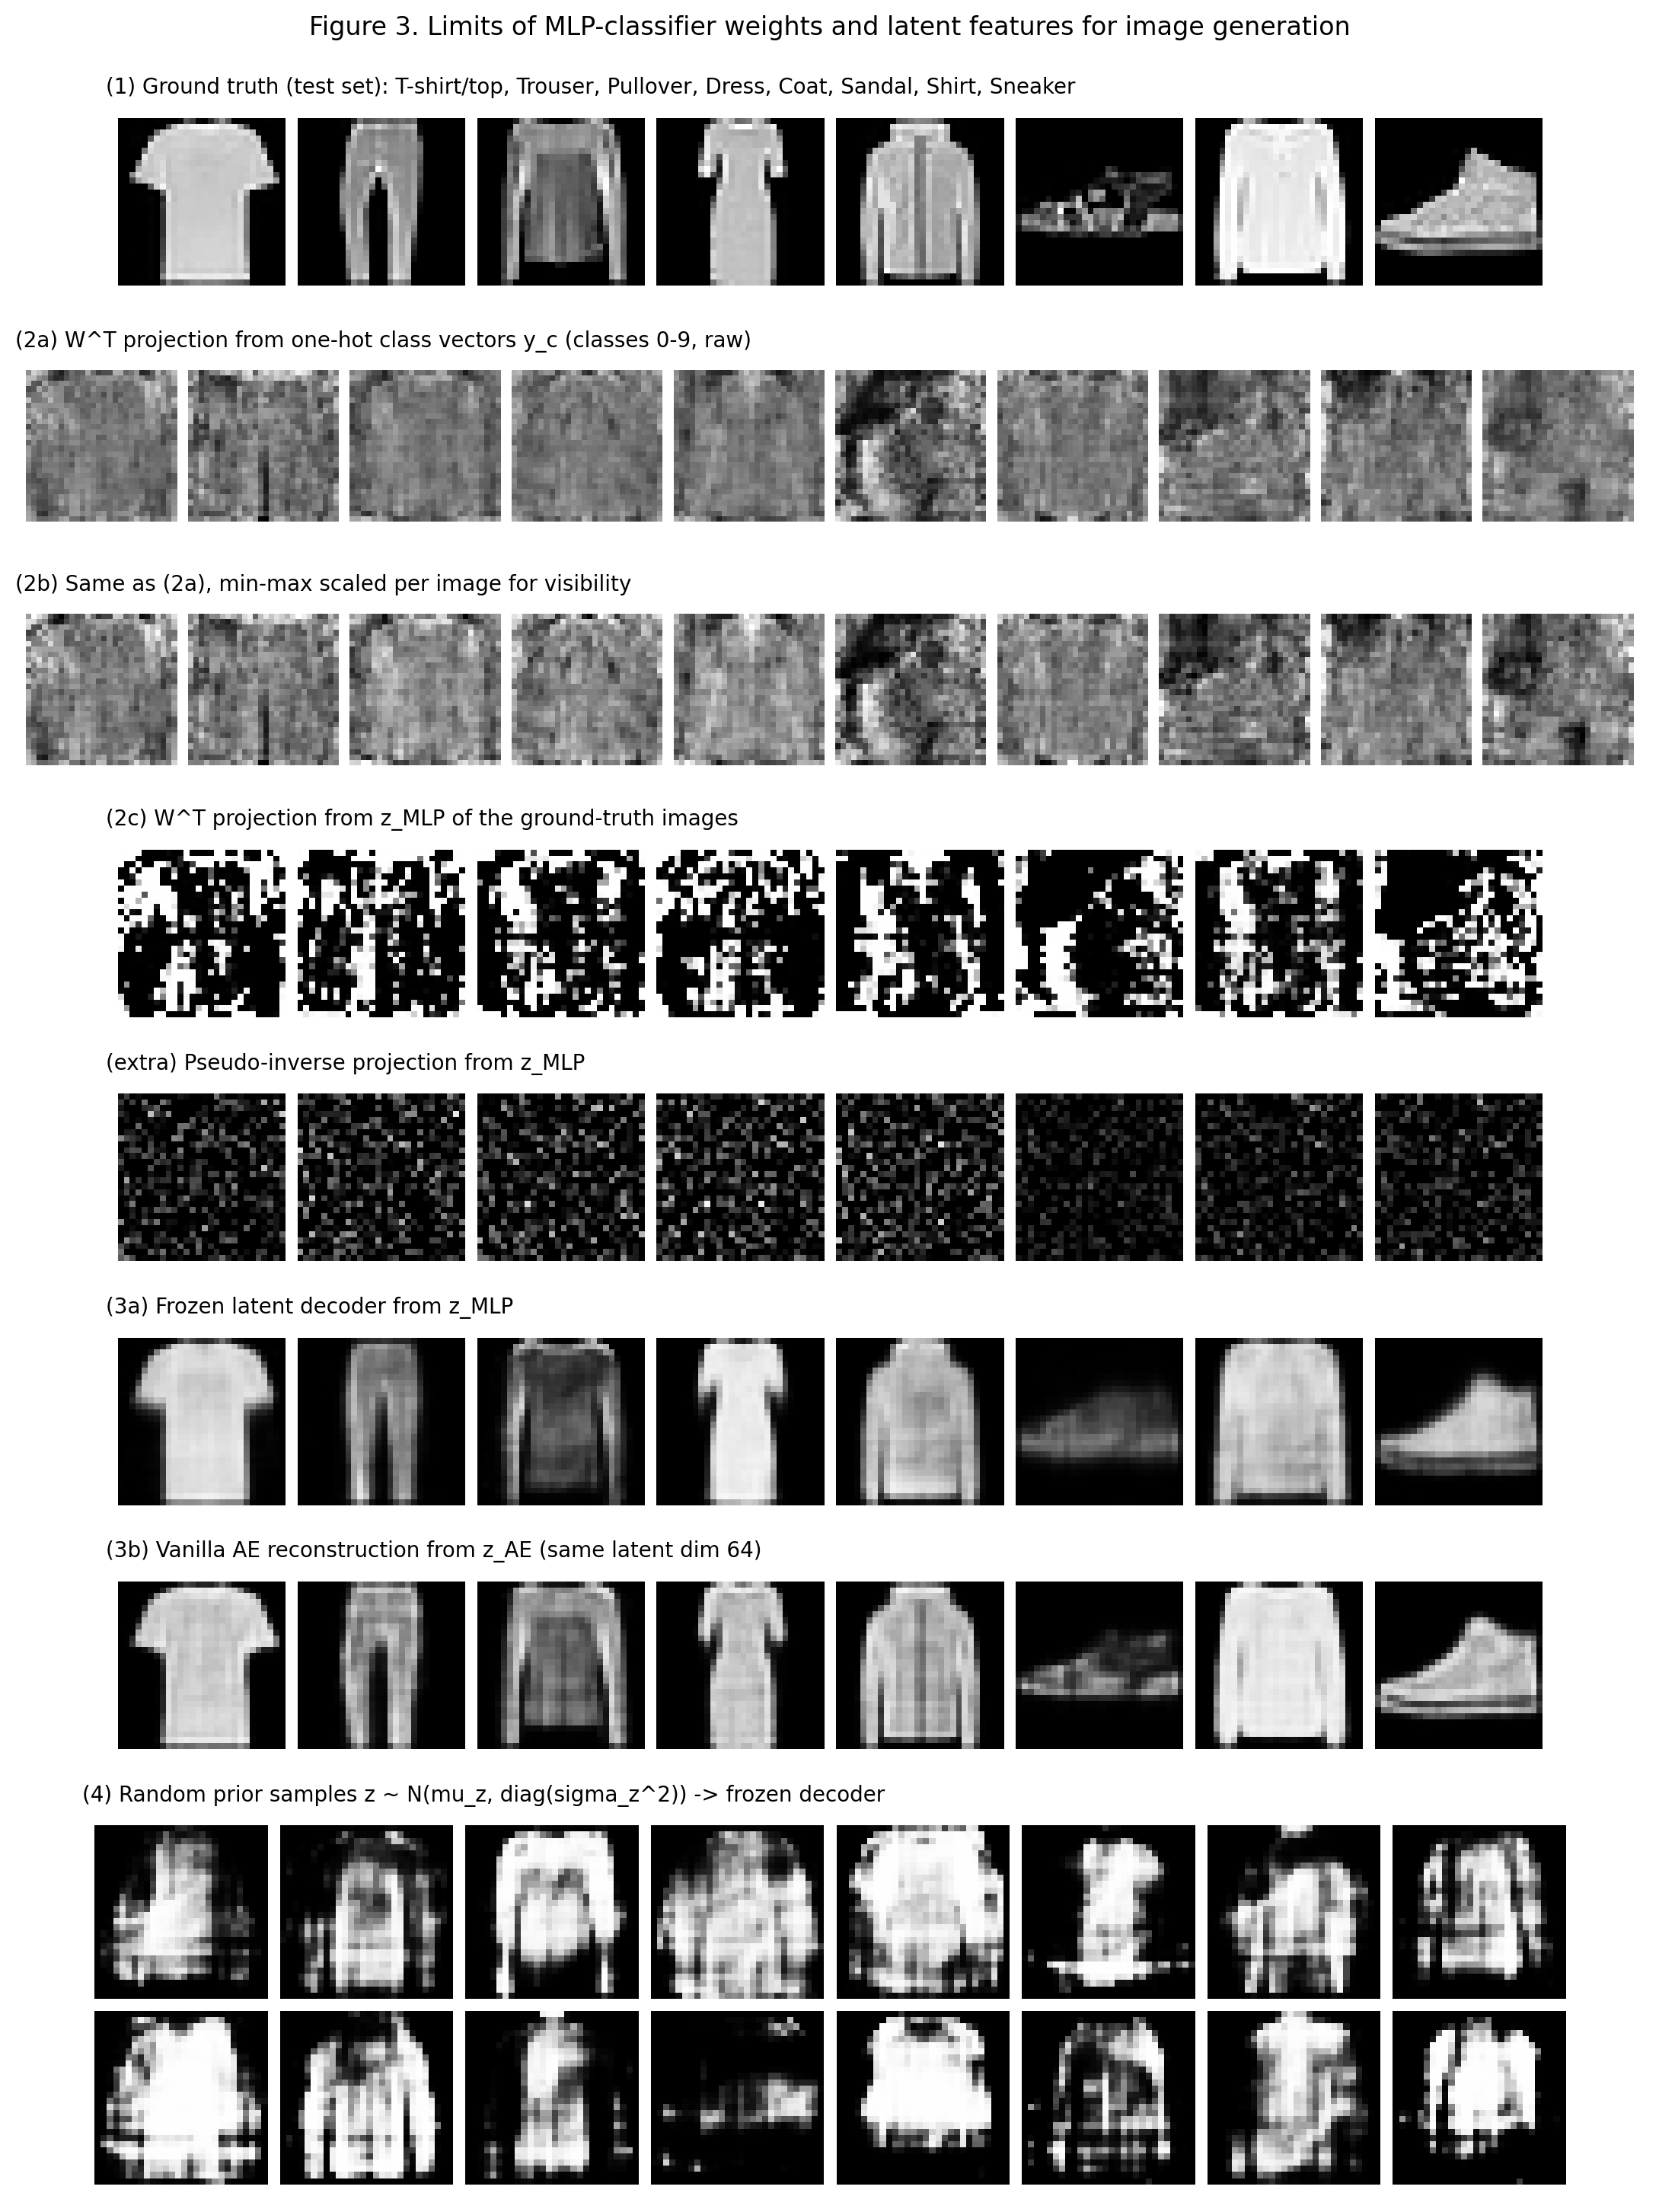 Figure 3. Limits of MLP-classifier weights and latent features for image generation
(1) Ground truth (test set): T-shirt/top, Trouser, Pullover, Dress, Coat, Sandal, Shirt, Sneaker
(2a) W^T projection from one-hot class vectors y_c (classes 0-9, raw)
(2b) Same as (2a), min-max scaled per image for visibility
(2c) W^T projection from z_MLP of the ground-truth images
(extra) Pseudo-inverse projection from z_MLP
(3a) Frozen latent decoder from z_MLP
(3b) Vanilla AE reconstruction from z_AE (same latent dim 64)
(4) Random prior samples z ~ N(mu_z, diag(sigma_z^2)) -> frozen decoder